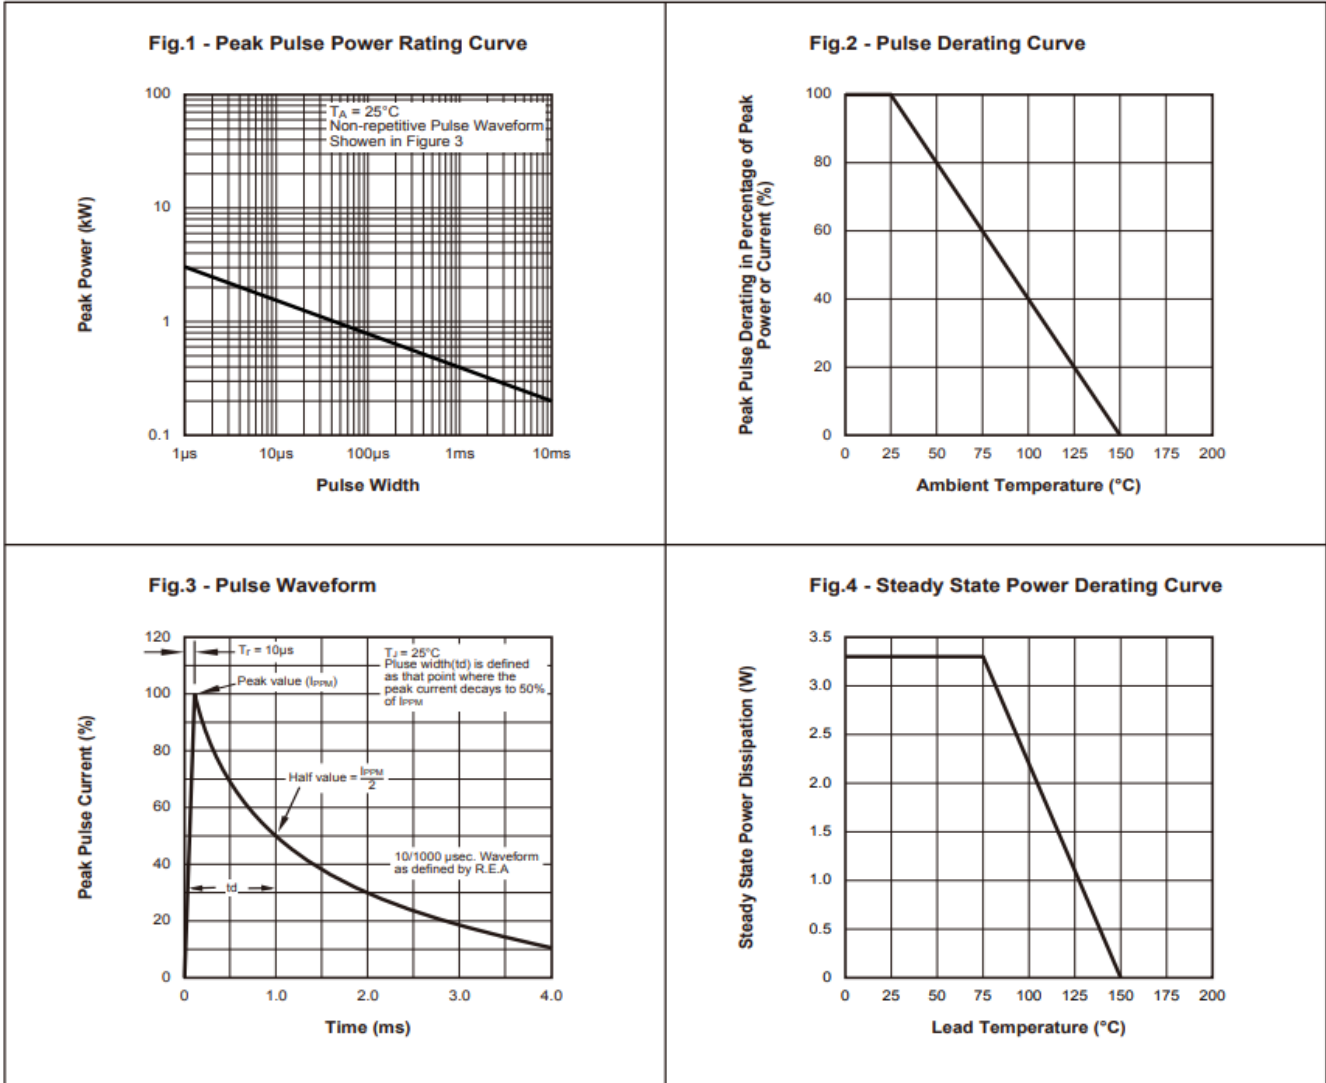 Fig.1 - Peak Pulse Power Rating Curve
Peak Power (kW)
100
10
1
0.1
TA = 25°C
Non-repetitive Pulse Waveform
Showen in Figure 3
1µs 10µs 100µs 1ms 10ms
Pulse Width
Fig.2 - Pulse Derating Curve
Peak Pulse Derating in Percentage of Peak
Power or Current (%)
100
80
60
40
20
0
0 25 50 75 100 125 150 175 200
Ambient Temperature (°C)
Fig.3 - Pulse Waveform
Peak Pulse Current (%)
120
100
80
60
40
20
0
Tr = 10µs
Peak value (IPPM)
TJ = 25°C
Pluse width(td) is defined
as that point where the
peak current decays to 50%
of IPPM
Half value = IPPM
2
10/1000 µsec. Waveform
as defined by R.E.A
td
0 1.0 2.0 3.0 4.0
Time (ms)
Fig.4 - Steady State Power Derating Curve
Steady State Power Dissipation (W)
3.5
3.0
2.5
2.0
1.5
1.0
0.5
0
0 25 50 75 100 125 150 175 200
Lead Temperature (°C)